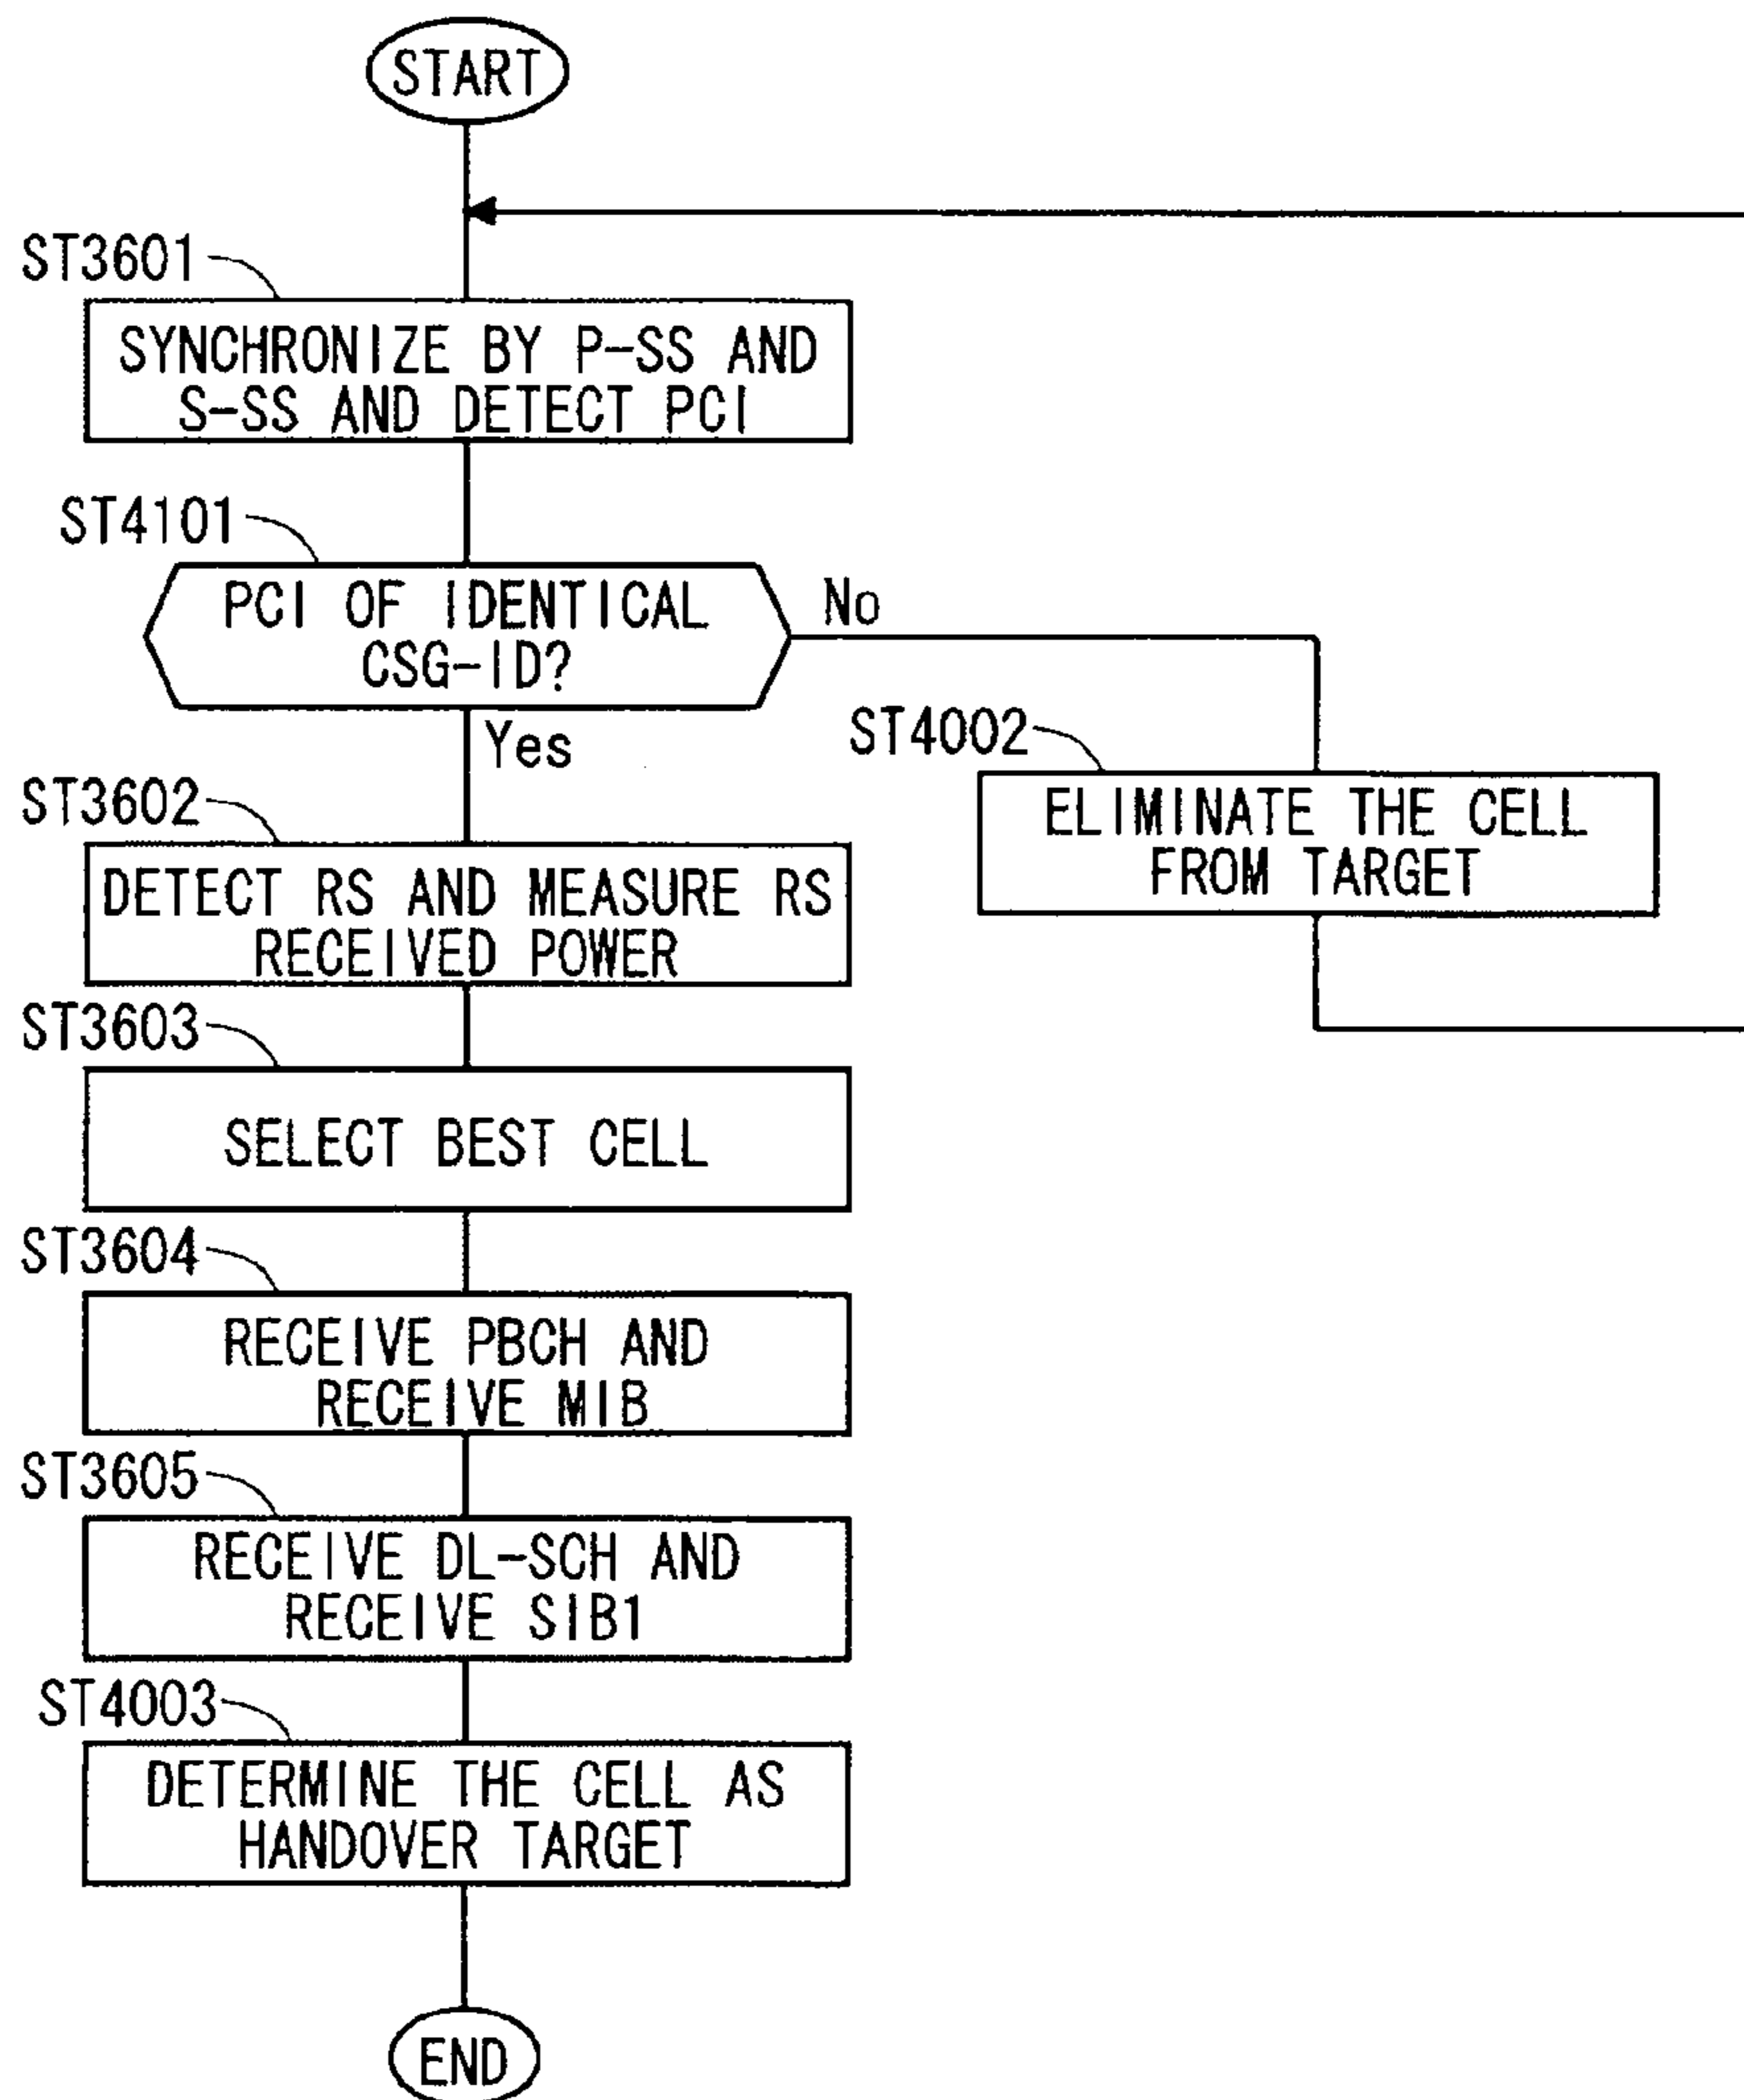 START
ST3601
SYNCHRONIZE BY P-SS AND
S-SS AND DETECT PCI
ST4101
PCI OF IDENTICAL
CSG-ID?
No
Yes
ST4002
ELIMINATE THE CELL
FROM TARGET
ST3602
DETECT RS AND MEASURE RS
RECEIVED POWER
ST3603
SELECT BEST CELL
ST3604
RECEIVE PBCH AND
RECEIVE MIB
ST3605
RECEIVE DL-SCH AND
RECEIVE SIB1
ST4003
DETERMINE THE CELL AS
HANDOVER TARGET
END